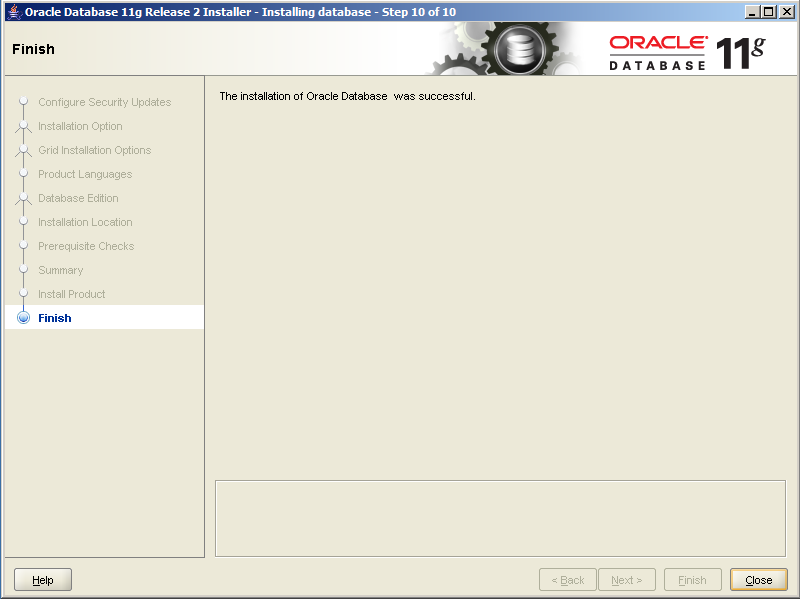 Oracle Database 11g Release 2 Installer - Installing database - Step 10 of 10
Finish
ORACLE®
DATABASE
11g
Configure Security Updates
Installation Option
Grid Installation Options
Product Languages
Database Edition
Installation Location
Prerequisite Checks
Summary
Install Product
Finish
The installation of Oracle Database  was successful.
Help
< Back
Next >
Finish
Close